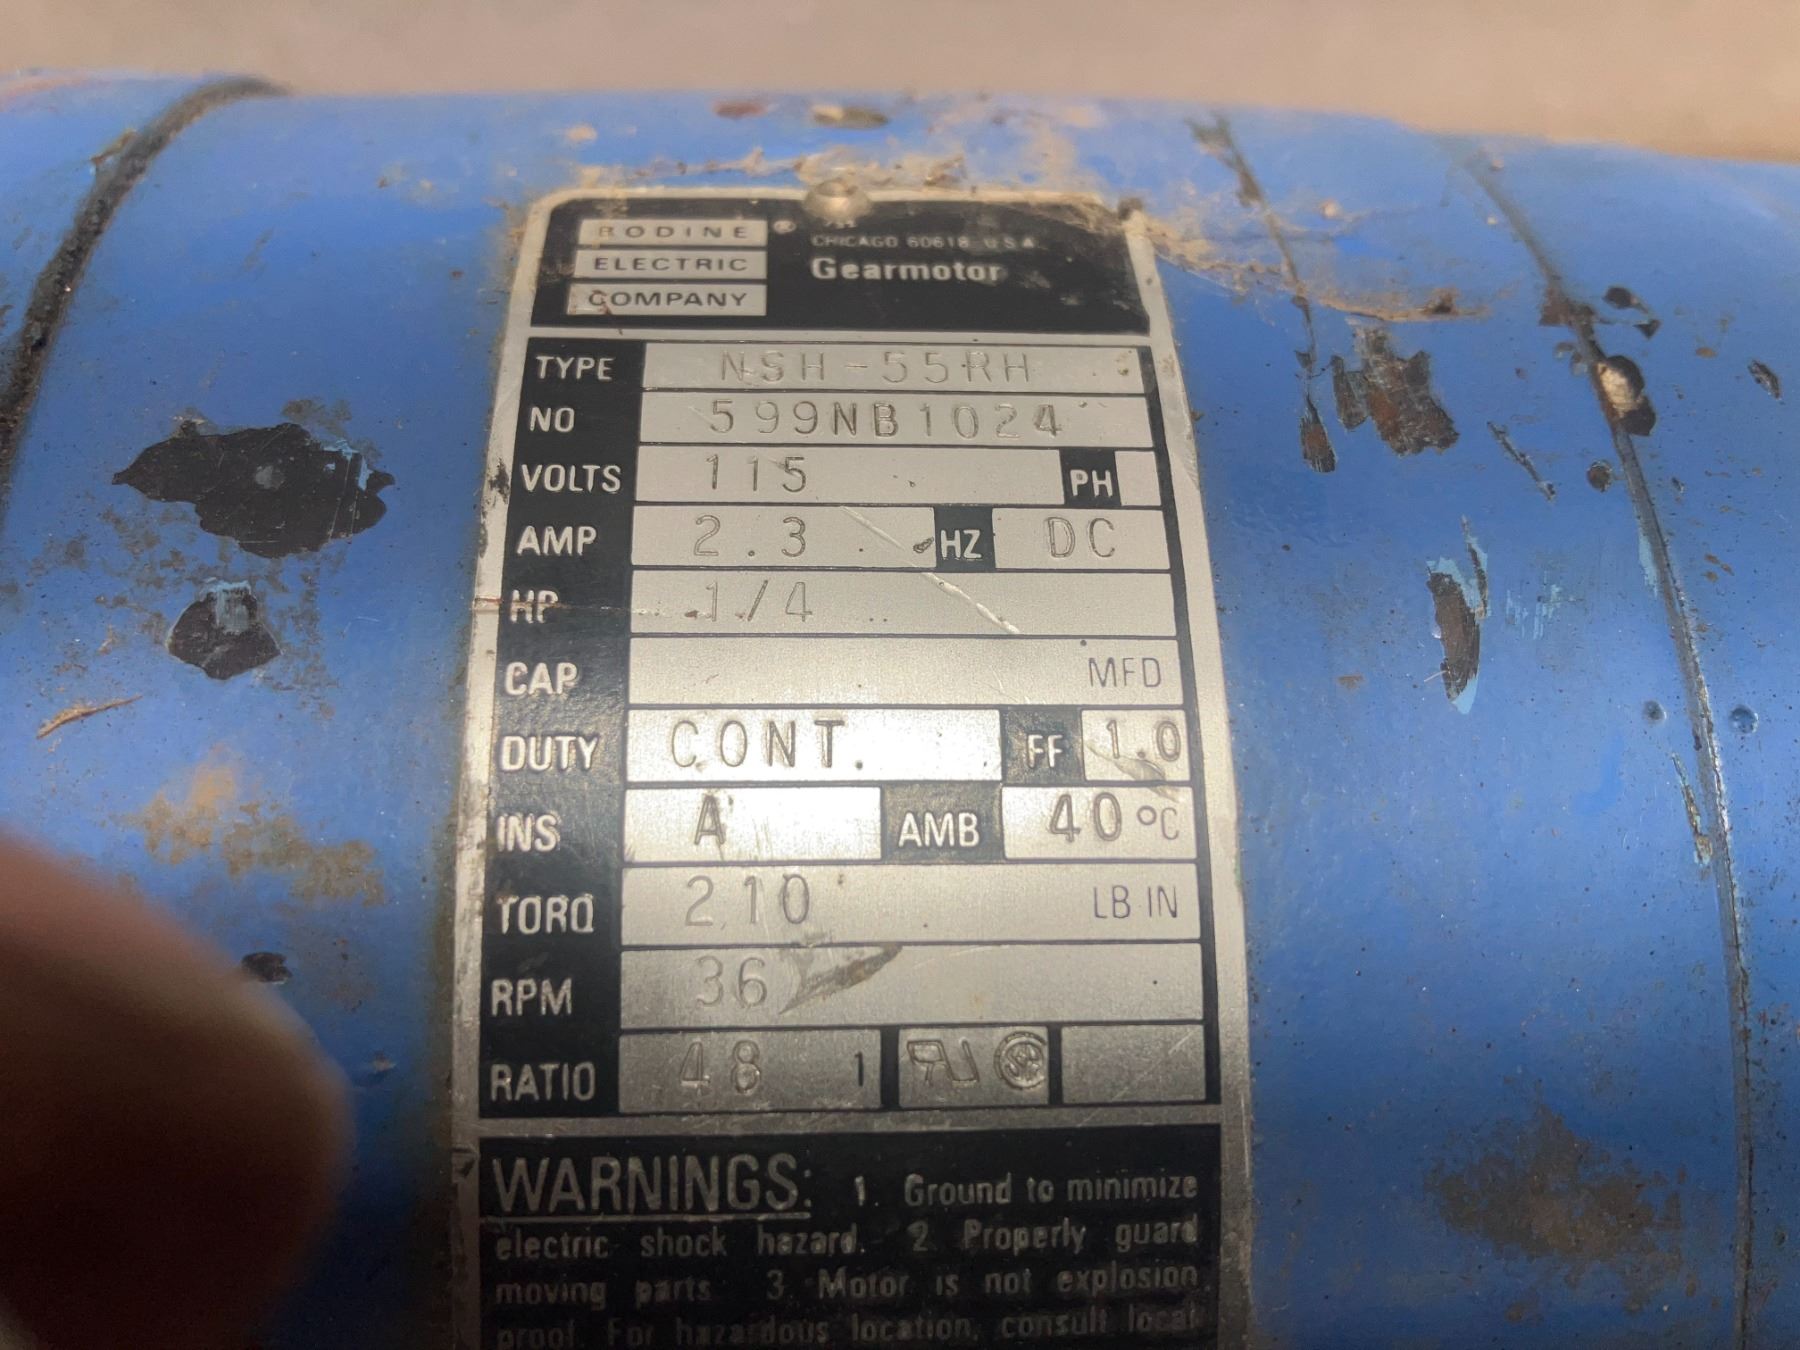 BODINE ® CHICAGO 60618 U.S.A.
ELECTRIC Gearmotor
COMPANY
TYPE NSH-55RH
NO 599NB1024
VOLTS 115 PH
AMP 2.3 HZ DC
HP 1/4
CAP MFD
DUTY CONT. FF 1.0
INS A AMB 40 °C
TORQ 210 LB IN
RPM 36
RATIO 48 1
WARNINGS: 1. Ground to minimize
electric shock hazard. 2. Properly guard
moving parts. 3. Motor is not explosion
proof. For hazardous location, consult local